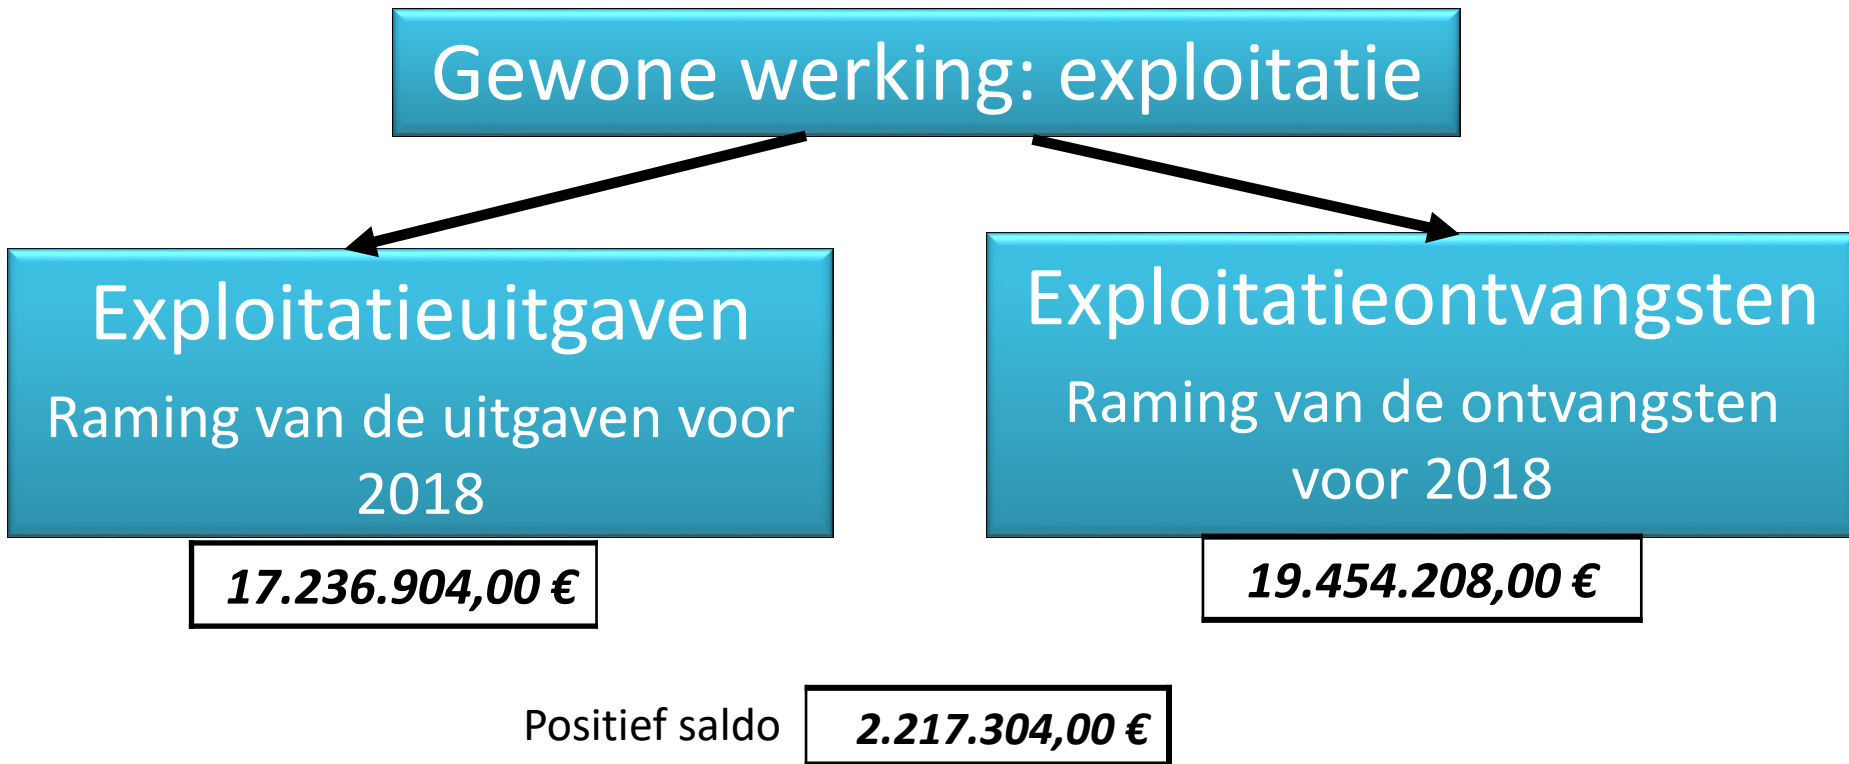 Gewone werking: exploitatie
Exploitatieuitgaven
Raming van de uitgaven voor
2018
17.236.904,00 €
Exploitatieontvangsten
Raming van de ontvangsten
voor 2018
19.454.208,00 €
Positief saldo 2.217.304,00 €